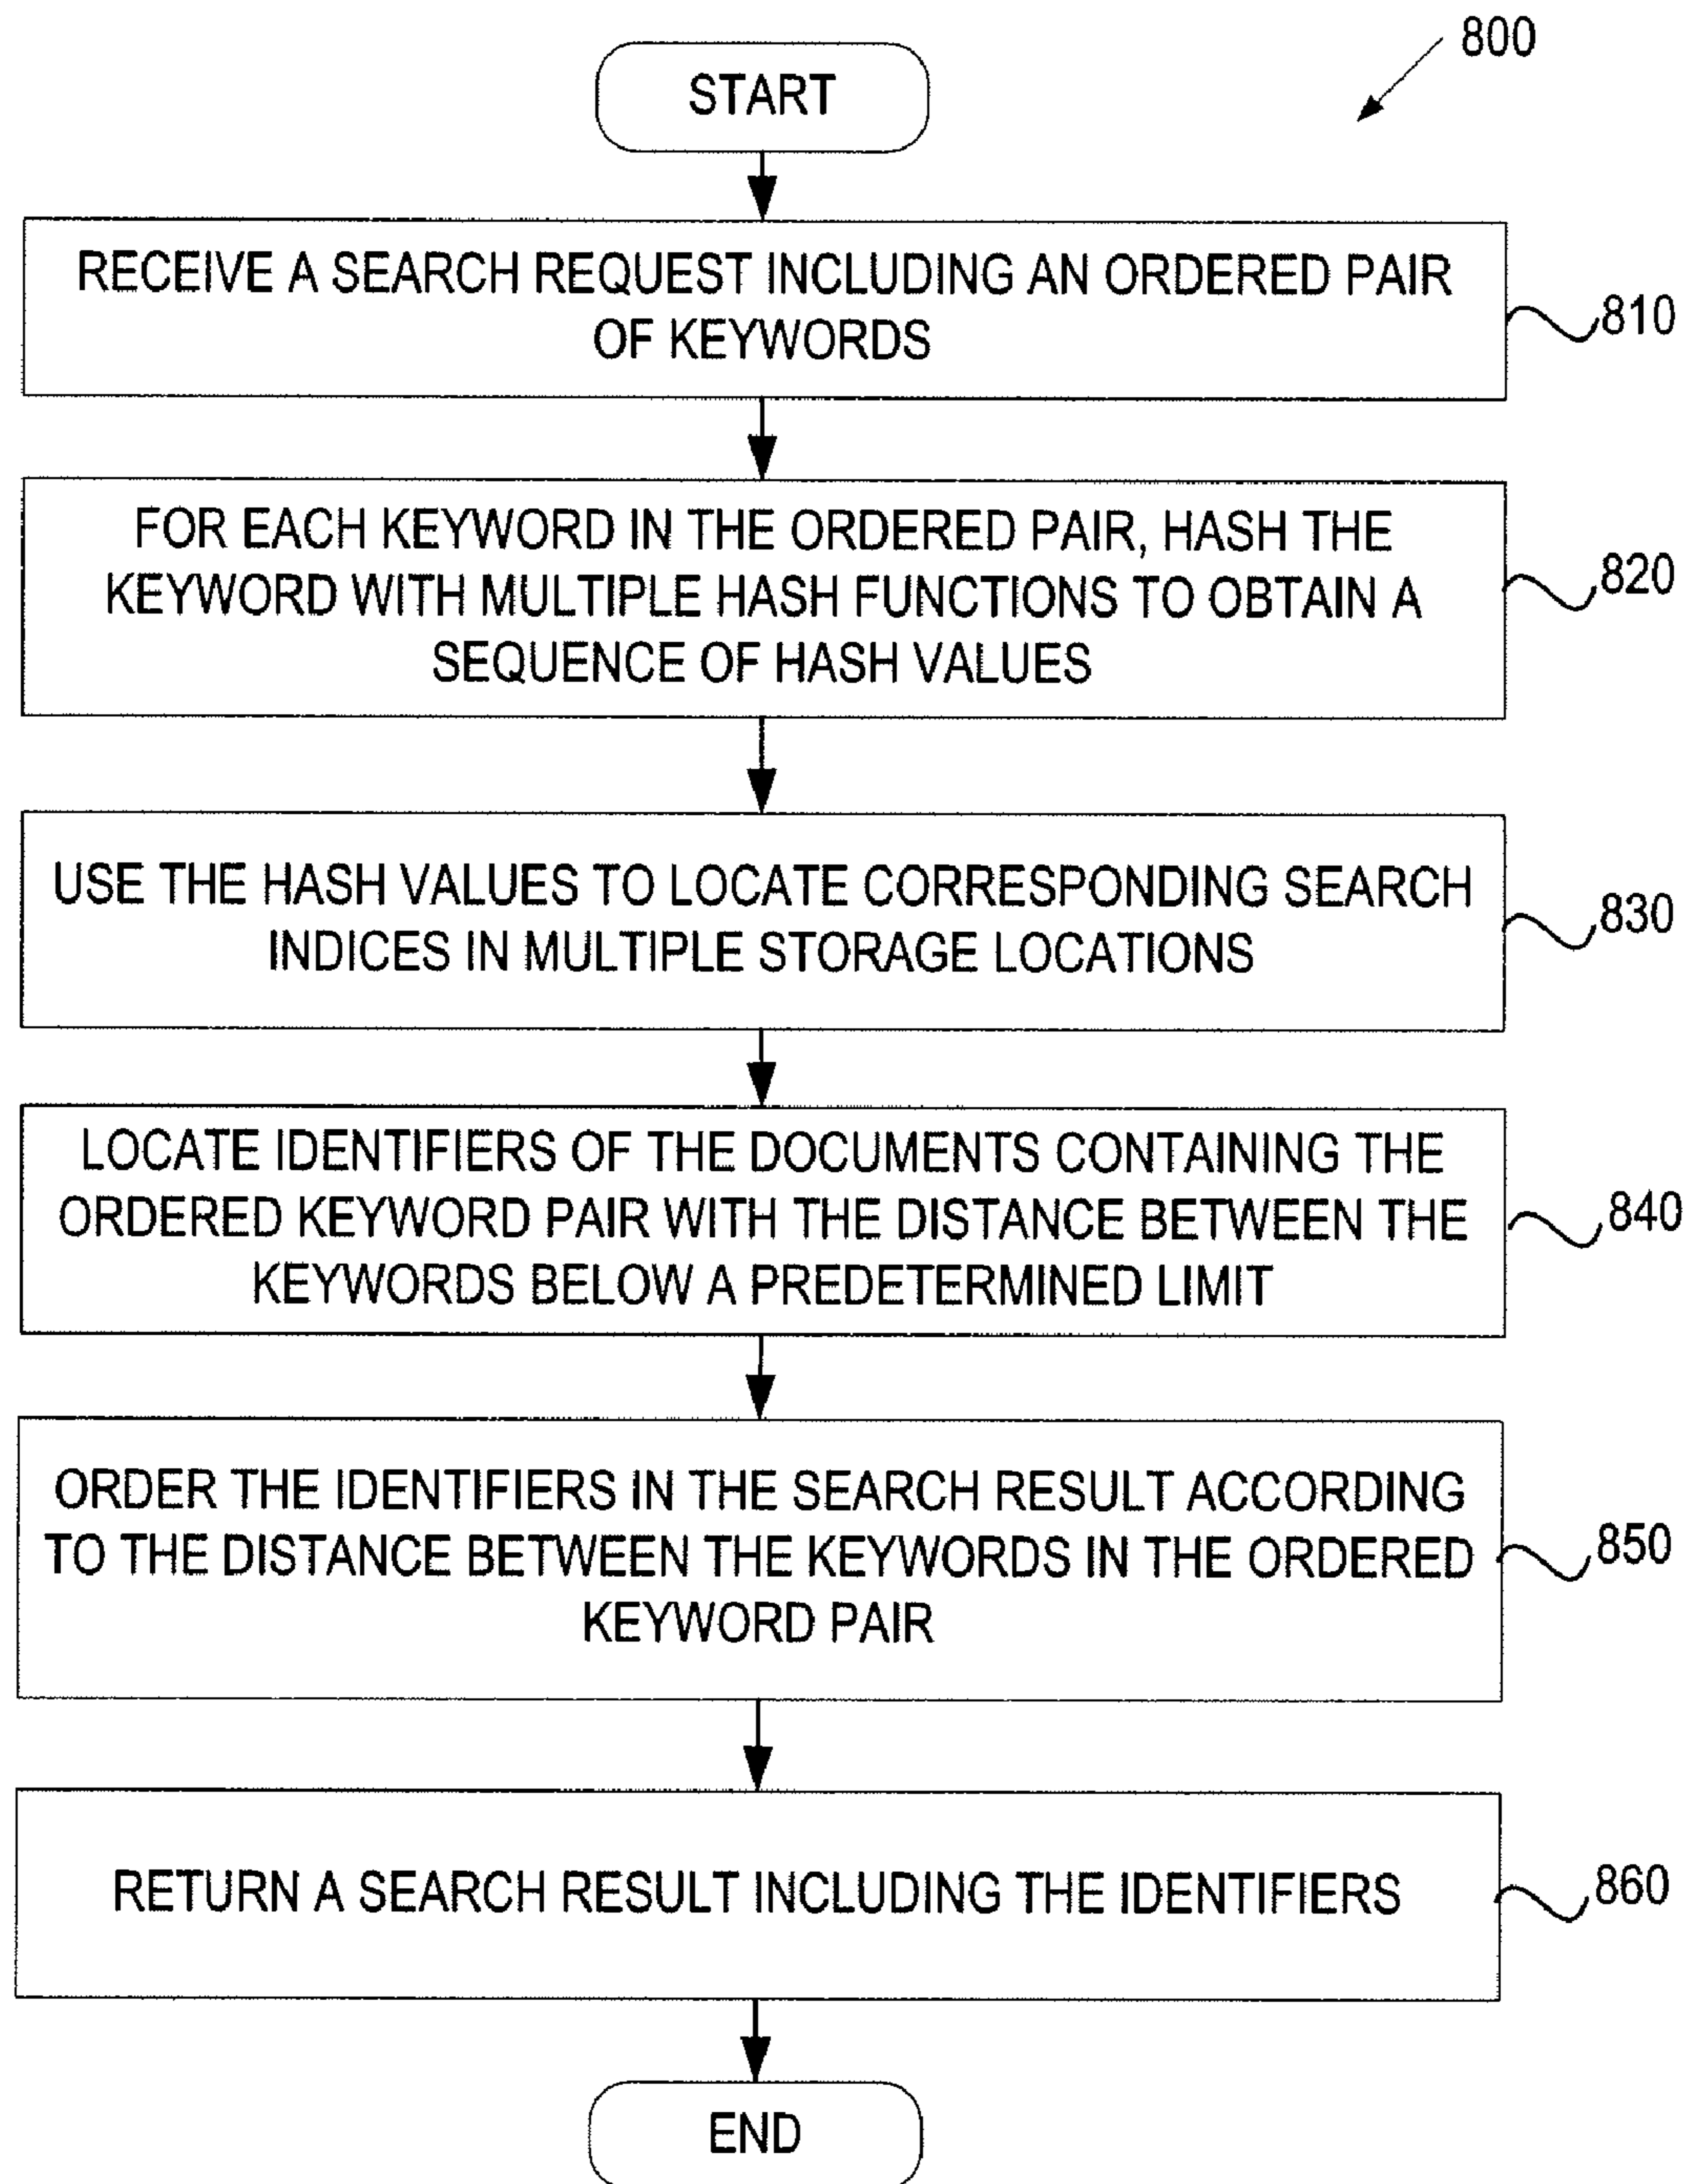 800
START
RECEIVE A SEARCH REQUEST INCLUDING AN ORDERED PAIR
OF KEYWORDS
810
FOR EACH KEYWORD IN THE ORDERED PAIR, HASH THE
KEYWORD WITH MULTIPLE HASH FUNCTIONS TO OBTAIN A
SEQUENCE OF HASH VALUES
820
USE THE HASH VALUES TO LOCATE CORRESPONDING SEARCH
INDICES IN MULTIPLE STORAGE LOCATIONS
830
LOCATE IDENTIFIERS OF THE DOCUMENTS CONTAINING THE
ORDERED KEYWORD PAIR WITH THE DISTANCE BETWEEN THE
KEYWORDS BELOW A PREDETERMINED LIMIT
840
ORDER THE IDENTIFIERS IN THE SEARCH RESULT ACCORDING
TO THE DISTANCE BETWEEN THE KEYWORDS IN THE ORDERED
KEYWORD PAIR
850
RETURN A SEARCH RESULT INCLUDING THE IDENTIFIERS
860
END